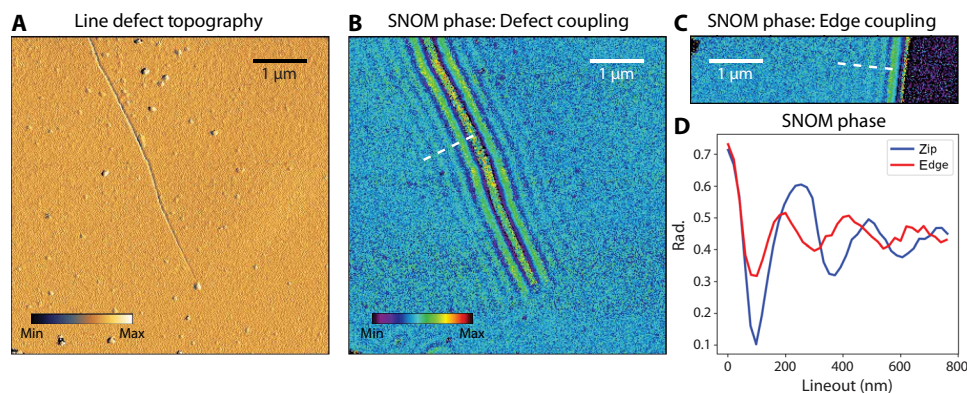 A Line defect topography
1 µm
Min Max
B SNOM phase: Defect coupling
1 µm
Min Max
C SNOM phase: Edge coupling
1 µm
D SNOM phase
Zip
Edge
Rad.
0.7
0.6
0.5
0.4
0.3
0.2
0.1
0 200 400 600 800
Lineout (nm)